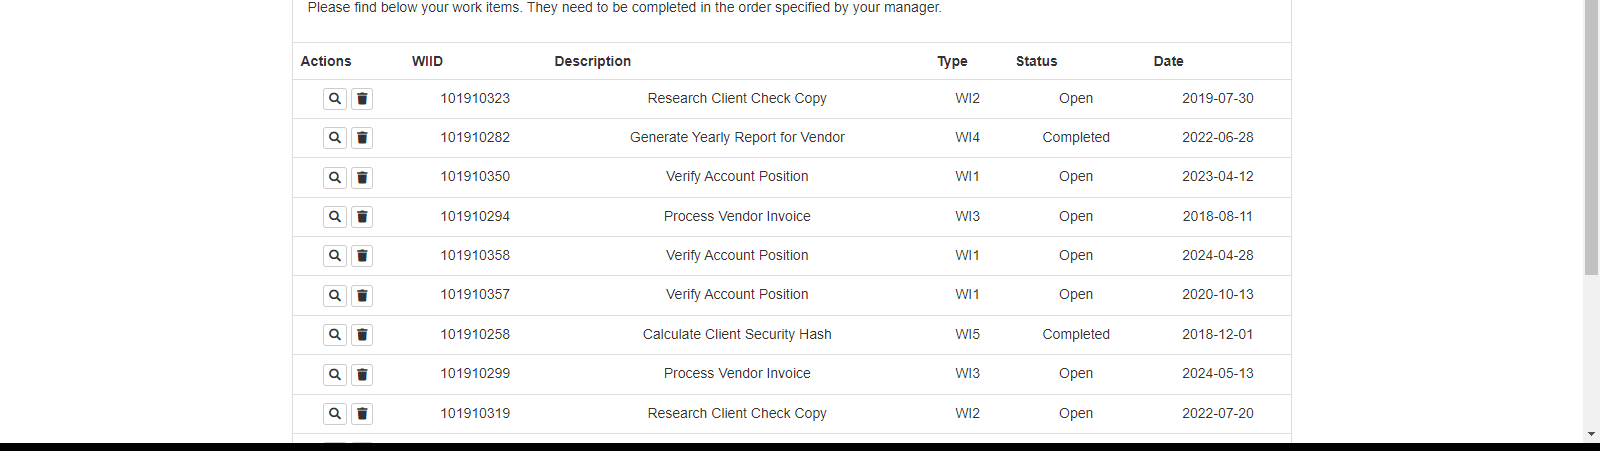 Please find below your work items. They need to be completed in the order specified by your manager.
Actions WIID Description Type Status Date
101910323 Research Client Check Copy WI2 Open 2019-07-30
101910282 Generate Yearly Report for Vendor WI4 Completed 2022-06-28
101910350 Verify Account Position WI1 Open 2023-04-12
101910294 Process Vendor Invoice WI3 Open 2018-08-11
101910358 Verify Account Position WI1 Open 2024-04-28
101910357 Verify Account Position WI1 Open 2020-10-13
101910258 Calculate Client Security Hash WI5 Completed 2018-12-01
101910299 Process Vendor Invoice WI3 Open 2024-05-13
101910319 Research Client Check Copy WI2 Open 2022-07-20